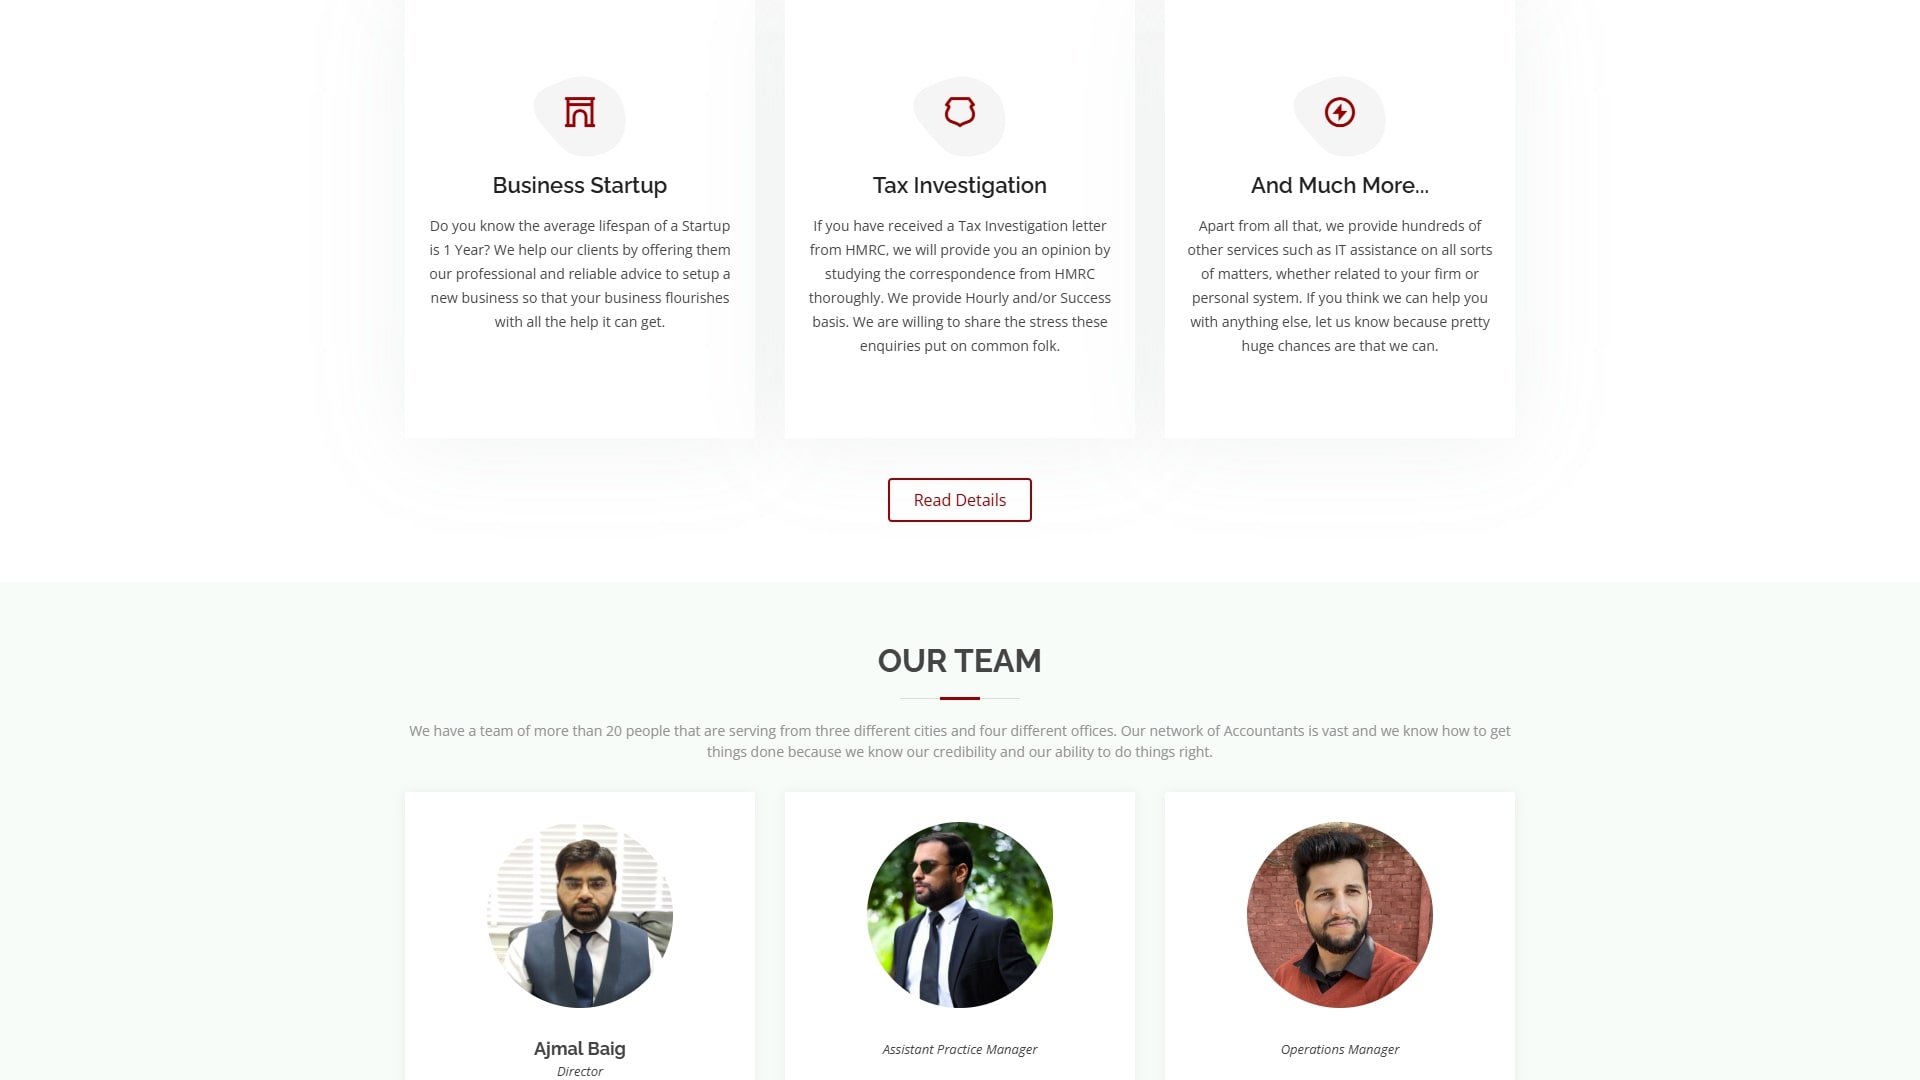 Business Startup
Do you know the average lifespan of a Startup
is 1 Year? We help our clients by offering them
our professional and reliable advice to setup a
new business so that your business flourishes
with all the help it can get.
Tax Investigation
If you have received a Tax Investigation letter
from HMRC, we will provide you an opinion by
studying the correspondence from HMRC
thoroughly. We provide Hourly and/or Success
basis. We are willing to share the stress these
enquiries put on common folk.
And Much More...
Apart from all that, we provide hundreds of
other services such as IT assistance on all sorts
of matters, whether related to your firm or
personal system. If you think we can help you
with anything else, let us know because pretty
huge chances are that we can.
Read Details
OUR TEAM
We have a team of more than 20 people that are serving from three different cities and four different offices. Our network of Accountants is vast and we know how to get
things done because we know our credibility and our ability to do things right.
Ajmal Baig
Director
Assistant Practice Manager
Operations Manager